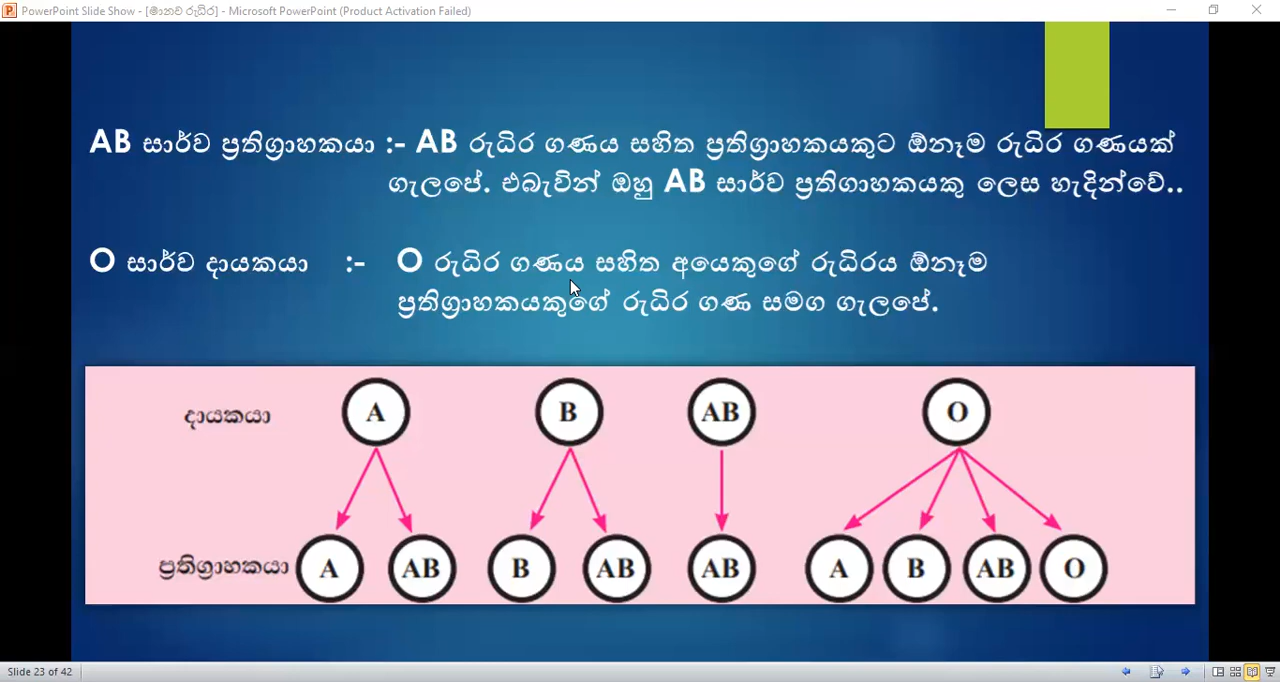 PowerPoint Slide Show - [මානව රුධිර] - Microsoft PowerPoint (Product Activation Failed)
AB සාර්ව ප්‍රතිග්‍රාහකයා :- AB රුධිර ගණය සහිත ප්‍රතිග්‍රාහකයකුට ඕනෑම රුධිර ගණයක්
ගැලපේ. එබැවින් ඔහු AB සාර්ව ප්‍රතිගාහකයකු ලෙස හැදින්වේ..
O සාර්ව දායකයා :- O රුධිර ගණය සහිත අයෙකුගේ රුධිරය ඕනෑම
ප්‍රතිග්‍රාහකයකුගේ රුධිර ගණ සමග ගැලපේ.
දායකයා A B AB O
ප්‍රතිග්‍රාහකයා A AB B AB AB A B AB O
Slide 23 of 42